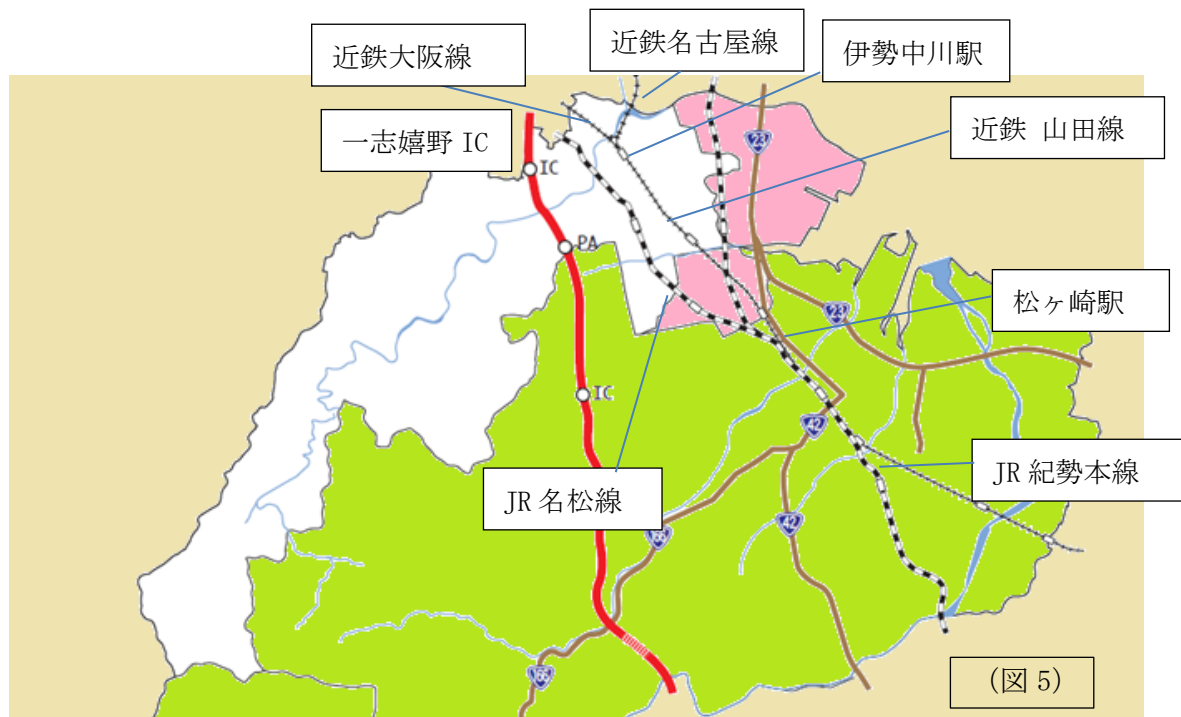 近鉄大阪線
近鉄名古屋線
伊勢中川駅
一志嬉野 IC
近鉄 山田線
23
IC
PA
松ヶ崎駅
23
IC
42
JR 名松線
JR 紀勢本線
42
66
66
(図 5)